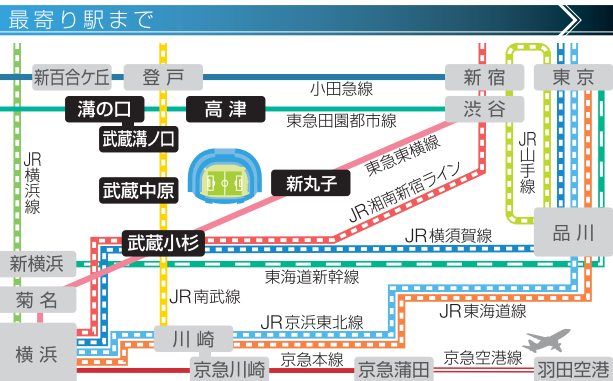 最寄り駅まで
新百合ケ丘
登戸
新宿
東京
小田急線
溝の口
高津
渋谷
東急田園都市線
武蔵溝ノ口
JR横浜線
JR山手線
東急東横線
武蔵中原
新丸子
JR湘南新宿ライン
武蔵小杉
JR横須賀線
品川
新横浜
東海道新幹線
菊名
JR南武線
JR京浜東北線
JR東海道線
横浜
川崎
京急本線
京急空港線
京急川崎
京急蒲田
羽田空港